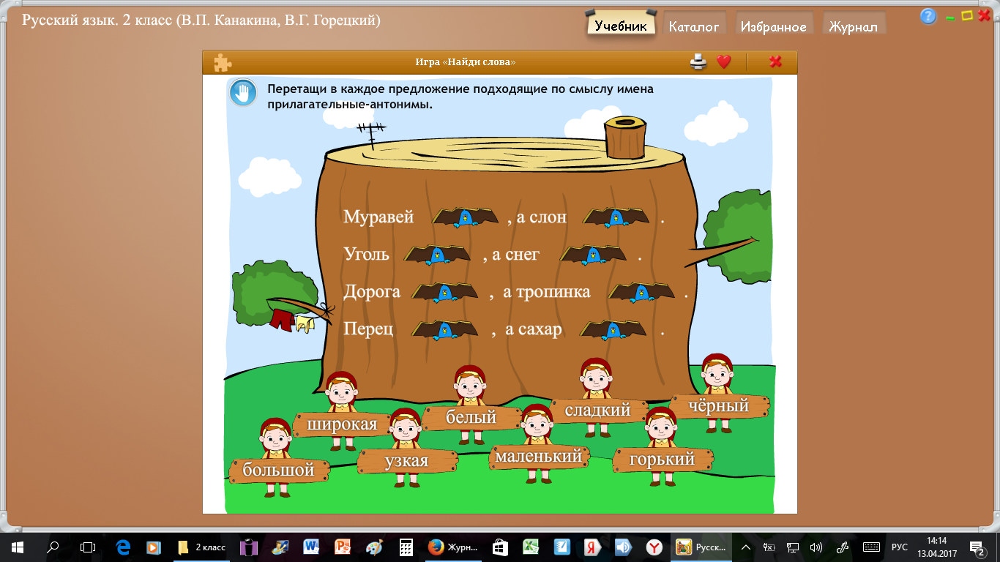 Русский язык. 2 класс (В.П. Канакина, В.Г. Горецкий)
Учебник Каталог Избранное Журнал
Игра «Найди слова»
Перетащи в каждое предложение подходящие по смыслу имена
прилагательные-антонимы.
Муравей , а слон .
Уголь , а снег .
Дорога , а тропинка .
Перец , а сахар .
чёрный
сладкий
белый
широкая
маленький
горький
узкая
большой
2 класс Журн... Русск... РУС 14:14
13.04.2017 2